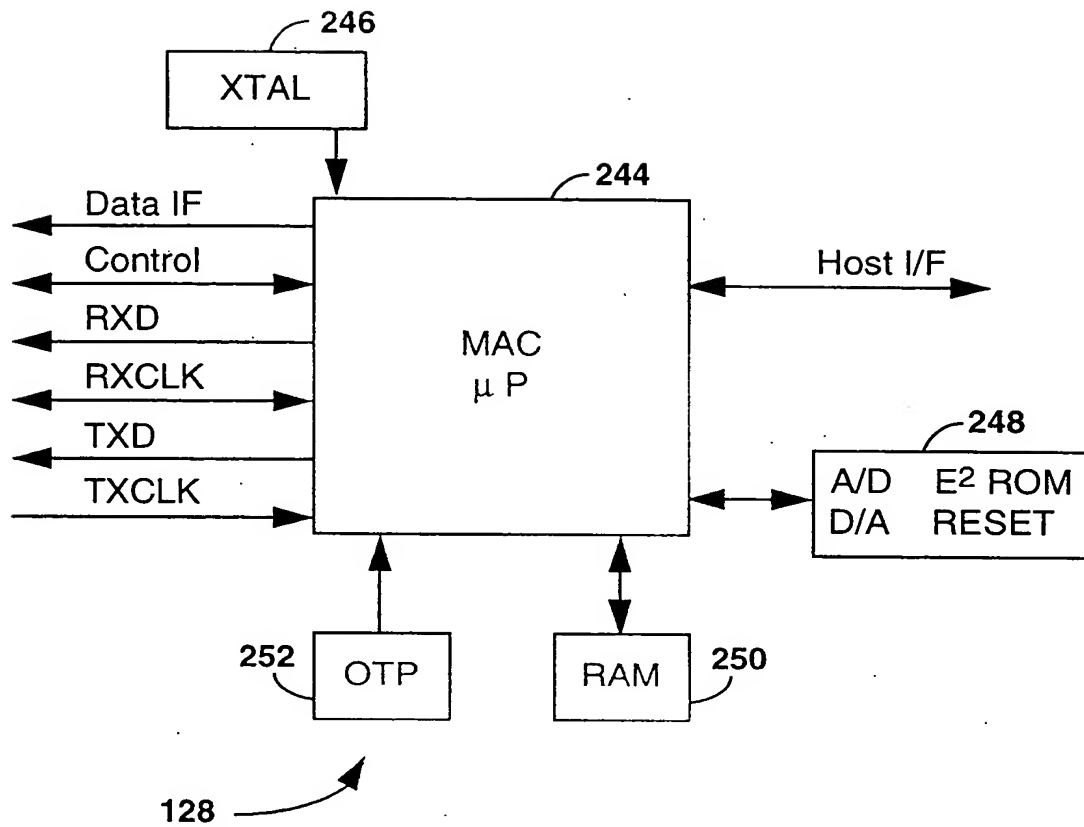 246
XTAL
244
Data IF
Control
RXD
RXCLK
TXD
TXCLK
MAC
μ P
Host I/F
248
A/D E² ROM
D/A RESET
252
OTP
RAM
250
128